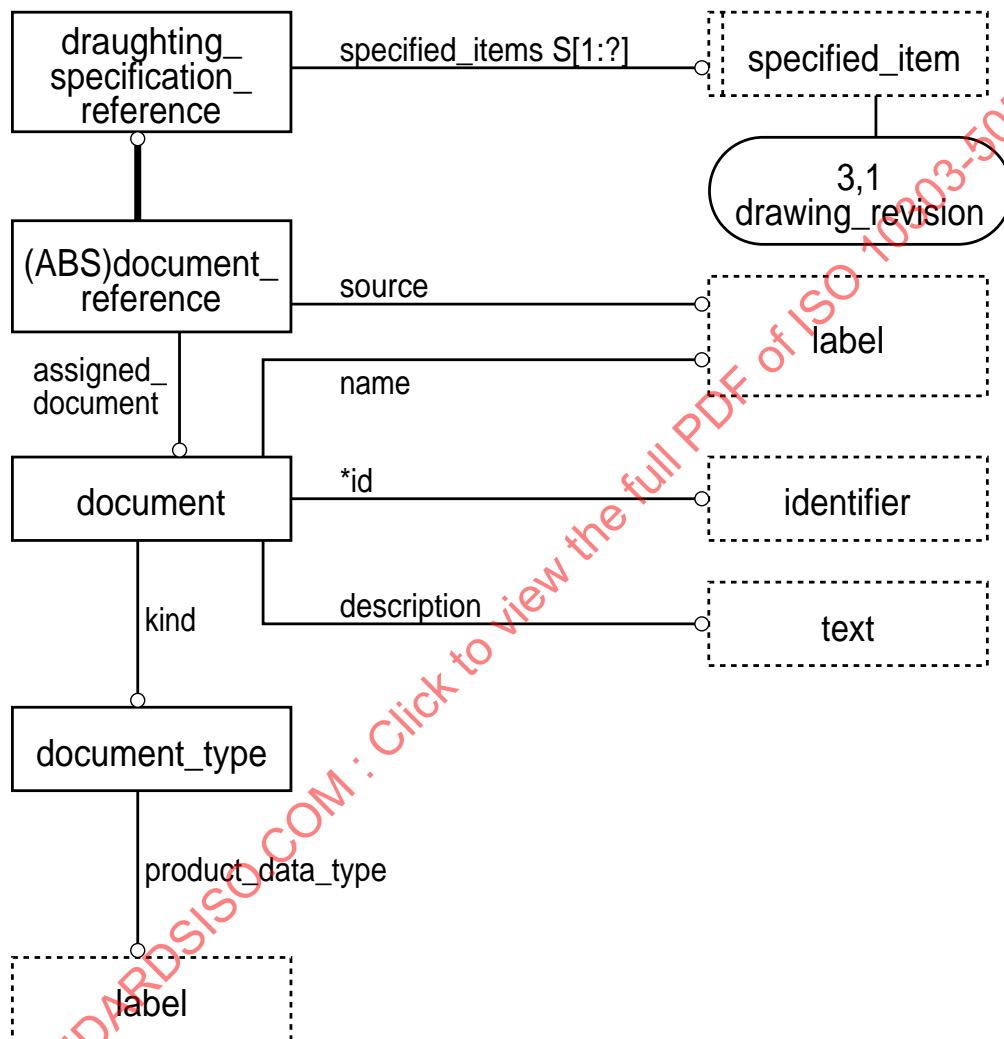 draughting_
specification_
reference
specified_items S[1:?]
specified_item
3,1
drawing_revision
(ABS)document_
reference
source
label
name
assigned_
document
document
*id
identifier
description
text
kind
document_type
product_data_type
label
DARDSISO.COM : Click to view the full PDF of ISO 10303-50